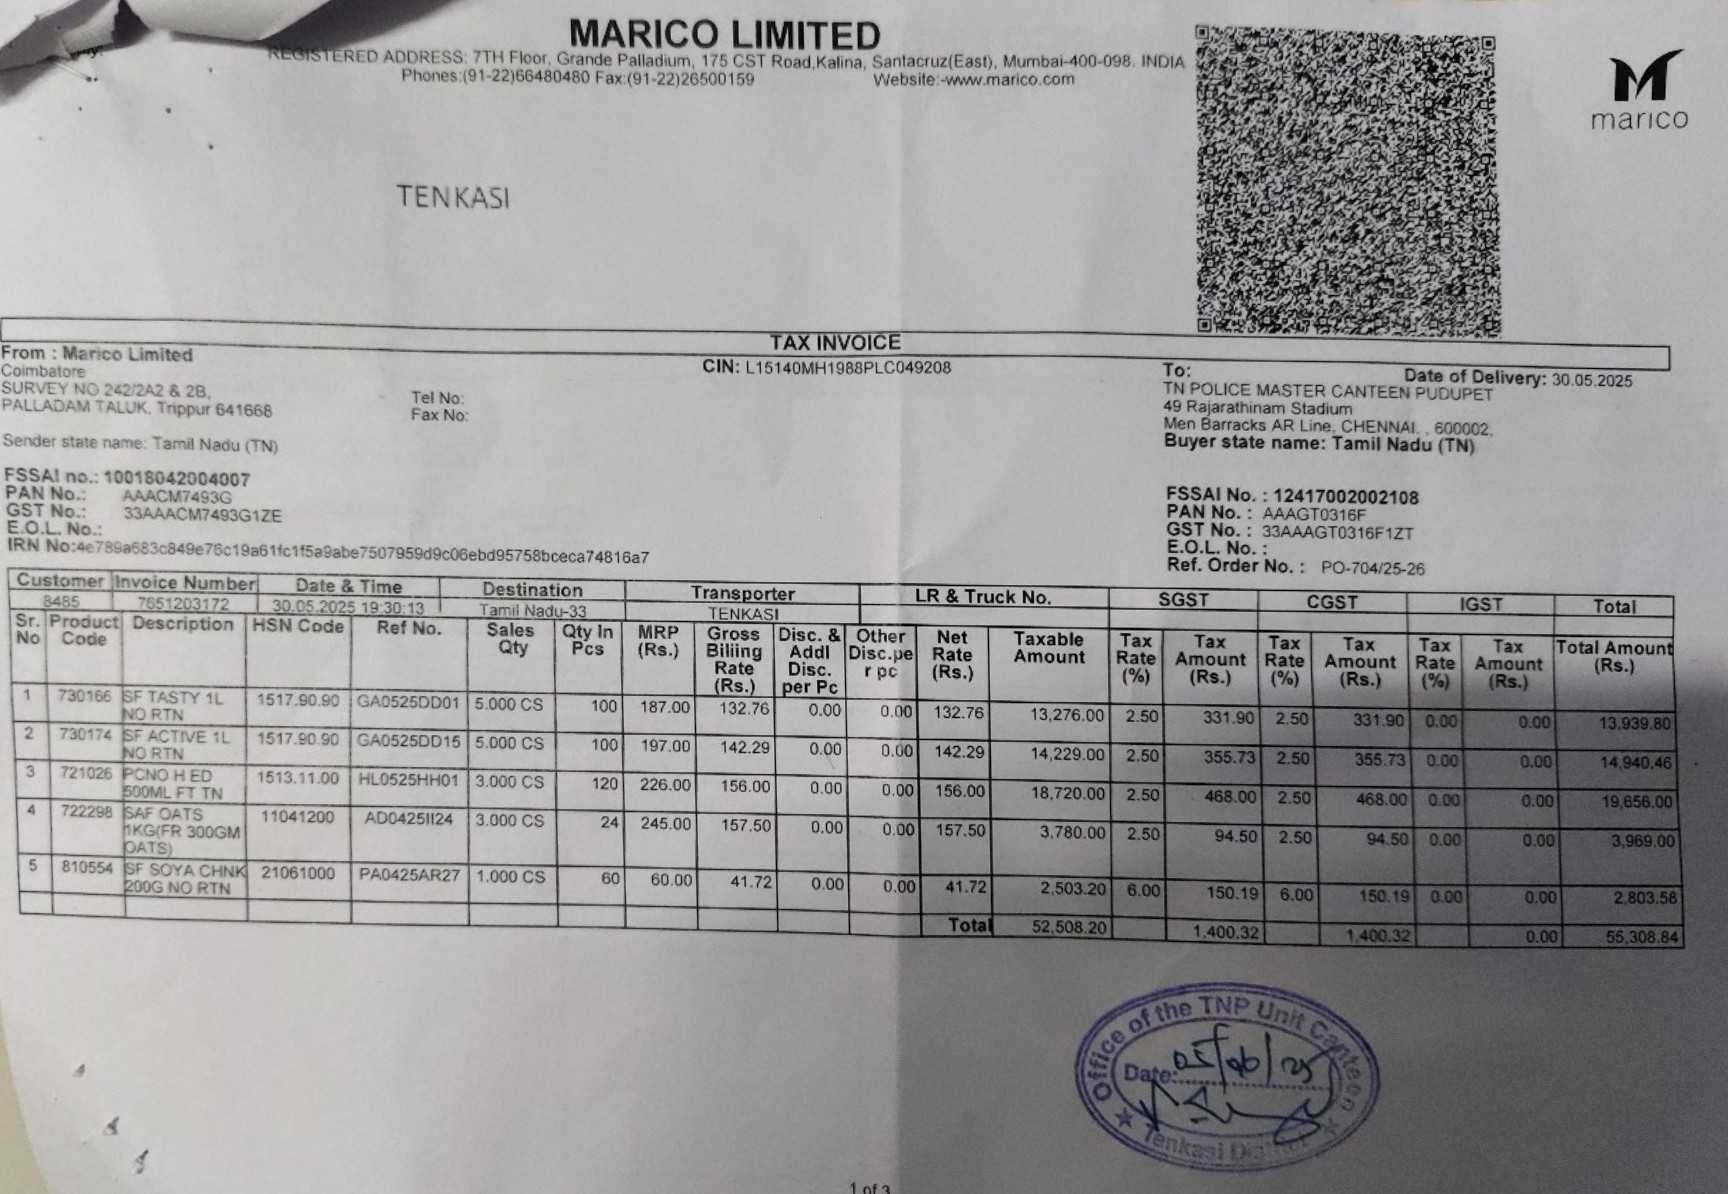 MARICO LIMITED
REGISTERED ADDRESS: 7TH Floor, Grande Palladium, 175 CST Road,Kalina, Santacruz(East), Mumbai-400-098. INDIA
Phones:(91-22)66480480 Fax:(91-22)26500159 Website:-www.marico.com
marico
TENKASI
TAX INVOICE
From : Marico Limited
Coimbatore
SURVEY NO 242/2A2 & 2B,
PALLADAM TALUK, Trippur 641668
Sender state name: Tamil Nadu (TN)
FSSAI no.: 10018042004007
PAN No.: AAACM7493G
GST No.: 33AAACM7493G1ZE
E.O.L. No.:
IRN No:4e789a683c849e76c19a61fc1f5a9abe7507959d9c06ebd95758bceca74816a7
Tel No:
Fax No:
CIN: L15140MH1988PLC049208
To: Date of Delivery: 30.05.2025
TN POLICE MASTER CANTEEN PUDUPET
49 Rajarathinam Stadium
Men Barracks AR Line, CHENNAI, , 600002,
Buyer state name: Tamil Nadu (TN)
FSSAI No. : 12417002002108
PAN No. : AAAGT0316F
GST No. : 33AAAGT0316F1ZT
E.O.L. No. :
Ref. Order No. : PO-704/25-26
Customer Invoice Number Date & Time Destination Transporter LR & Truck No. SGST CGST IGST Total
8485 7651203172 30.05.2025 19:30:13 Tamil Nadu-33 TENKASI
Sr. No Product Code Description HSN Code Ref No. Sales Qty Qty In Pcs MRP (Rs.) Gross Biliing Rate (Rs.) Disc. & Addl Disc. per Pc Other Disc.pe r pc Net Rate (Rs.) Taxable Amount Tax Rate (%) Tax Amount (Rs.) Tax Rate (%) Tax Amount (Rs.) Tax Rate (%) Tax Amount (Rs.) Total Amount (Rs.)
1 730166 SF TASTY 1L NO RTN 1517.90.90 GA0525DD01 5.000 CS 100 187.00 132.76 0.00 0.00 132.76 13,276.00 2.50 331.90 2.50 331.90 0.00 0.00 13,939.80
2 730174 SF ACTIVE 1L NO RTN 1517.90.90 GA0525DD15 5.000 CS 100 197.00 142.29 0.00 0.00 142.29 14,229.00 2.50 355.73 2.50 355.73 0.00 0.00 14,940.46
3 721026 PCNO H ED 500ML FT TN 1513.11.00 HL0525HH01 3.000 CS 120 226.00 156.00 0.00 0.00 156.00 18,720.00 2.50 468.00 2.50 468.00 0.00 0.00 19,656.00
4 722298 SAF OATS 1KG(FR 300GM OATS) 11041200 AD0425II24 3.000 CS 24 245.00 157.50 0.00 0.00 157.50 3,780.00 2.50 94.50 2.50 94.50 0.00 0.00 3,969.00
5 810554 SF SOYA CHNK 200G NO RTN 21061000 PA0425AR27 1.000 CS 60 60.00 41.72 0.00 0.00 41.72 2,503.20 6.00 150.19 6.00 150.19 0.00 0.00 2,803.58
Total 52,508.20 1,400.32 1,400.32 0.00 55,308.84
Office of the TNP Unit Canteen
Date: 05/06/25
Tenkasi District
1 of 3